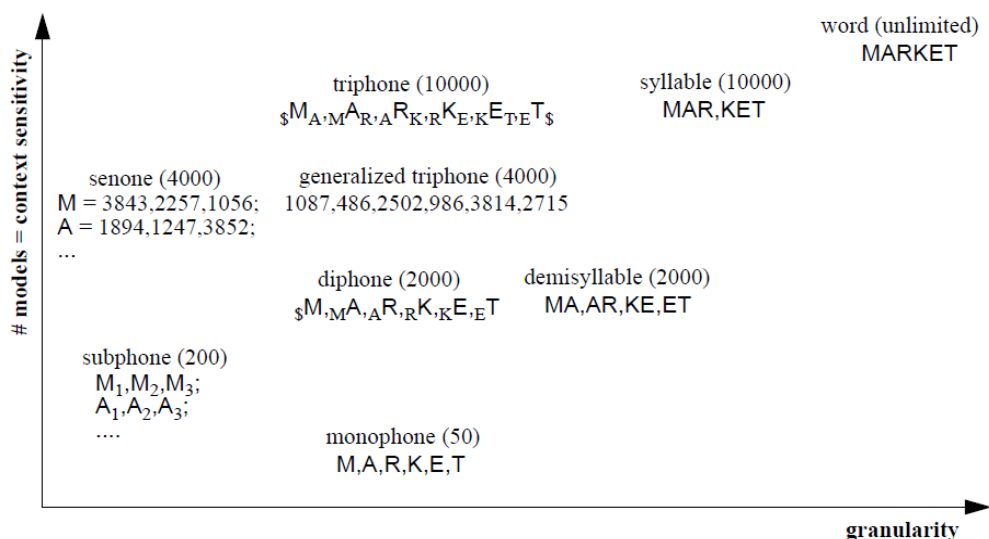 word (unlimited)
MARKET
triphone (10000)
$MA,MAR,ARK,RKE,KET,ET$
syllable (10000)
MAR,KET
senone (4000)
M = 3843,2257,1056;
A = 1894,1247,3852;
...
generalized triphone (4000)
1087,486,2502,986,3814,2715
diphone (2000)
$M,MA,AR,RK,KE,ET
demisyllable (2000)
MA,AR,KE,ET
subphone (200)
M1,M2,M3;
A1,A2,A3;
....
monophone (50)
M,A,R,K,E,T
# models = context sensitivity
granularity